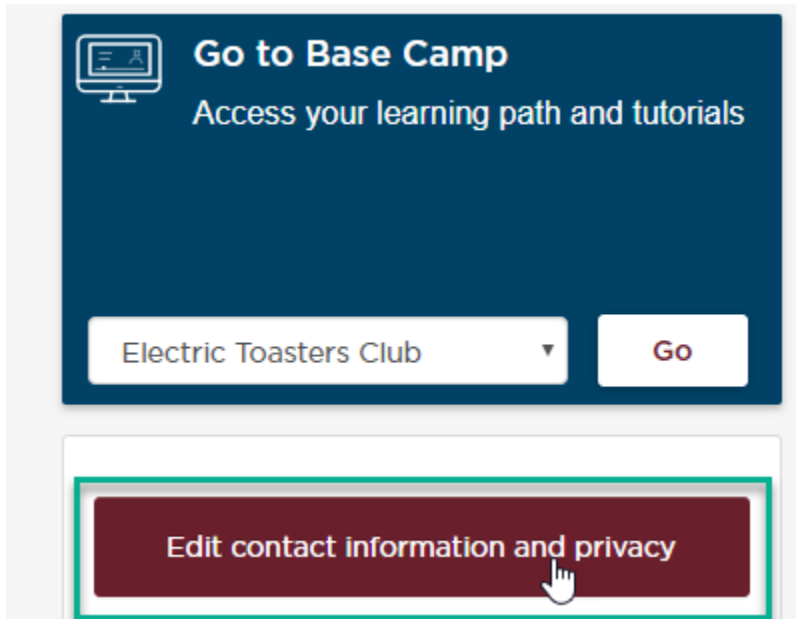 Go to Base Camp
Access your learning path and tutorials
Electric Toasters Club
Go
Edit contact information and privacy